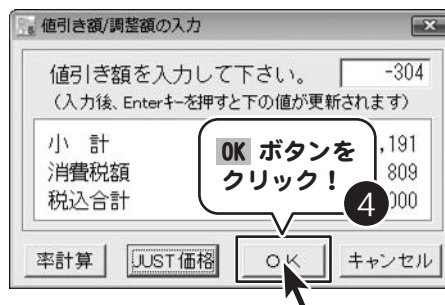 値引き額/調整額の入力
値引き額を入力して下さい。 -304
(入力後、Enterキーを押すと下の値が更新されます)
小 計 ,191
消費税額 809
税込合計 000
OK ボタンを
クリック!
4
率計算 JUST価格 OK キャンセル